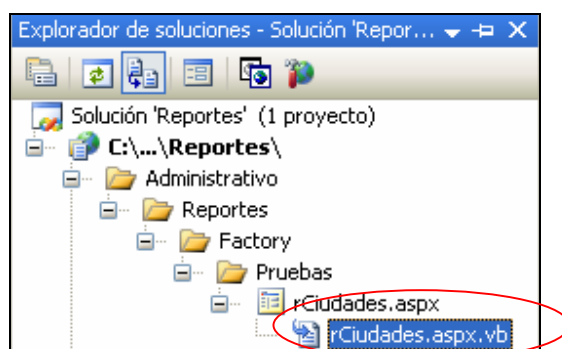 Explorador de soluciones - Solución 'Repor...
Solución 'Reportes' (1 proyecto)
C:\...\Reportes\
Administrativo
Reportes
Factory
Pruebas
rCiudades.aspx
rCiudades.aspx.vb